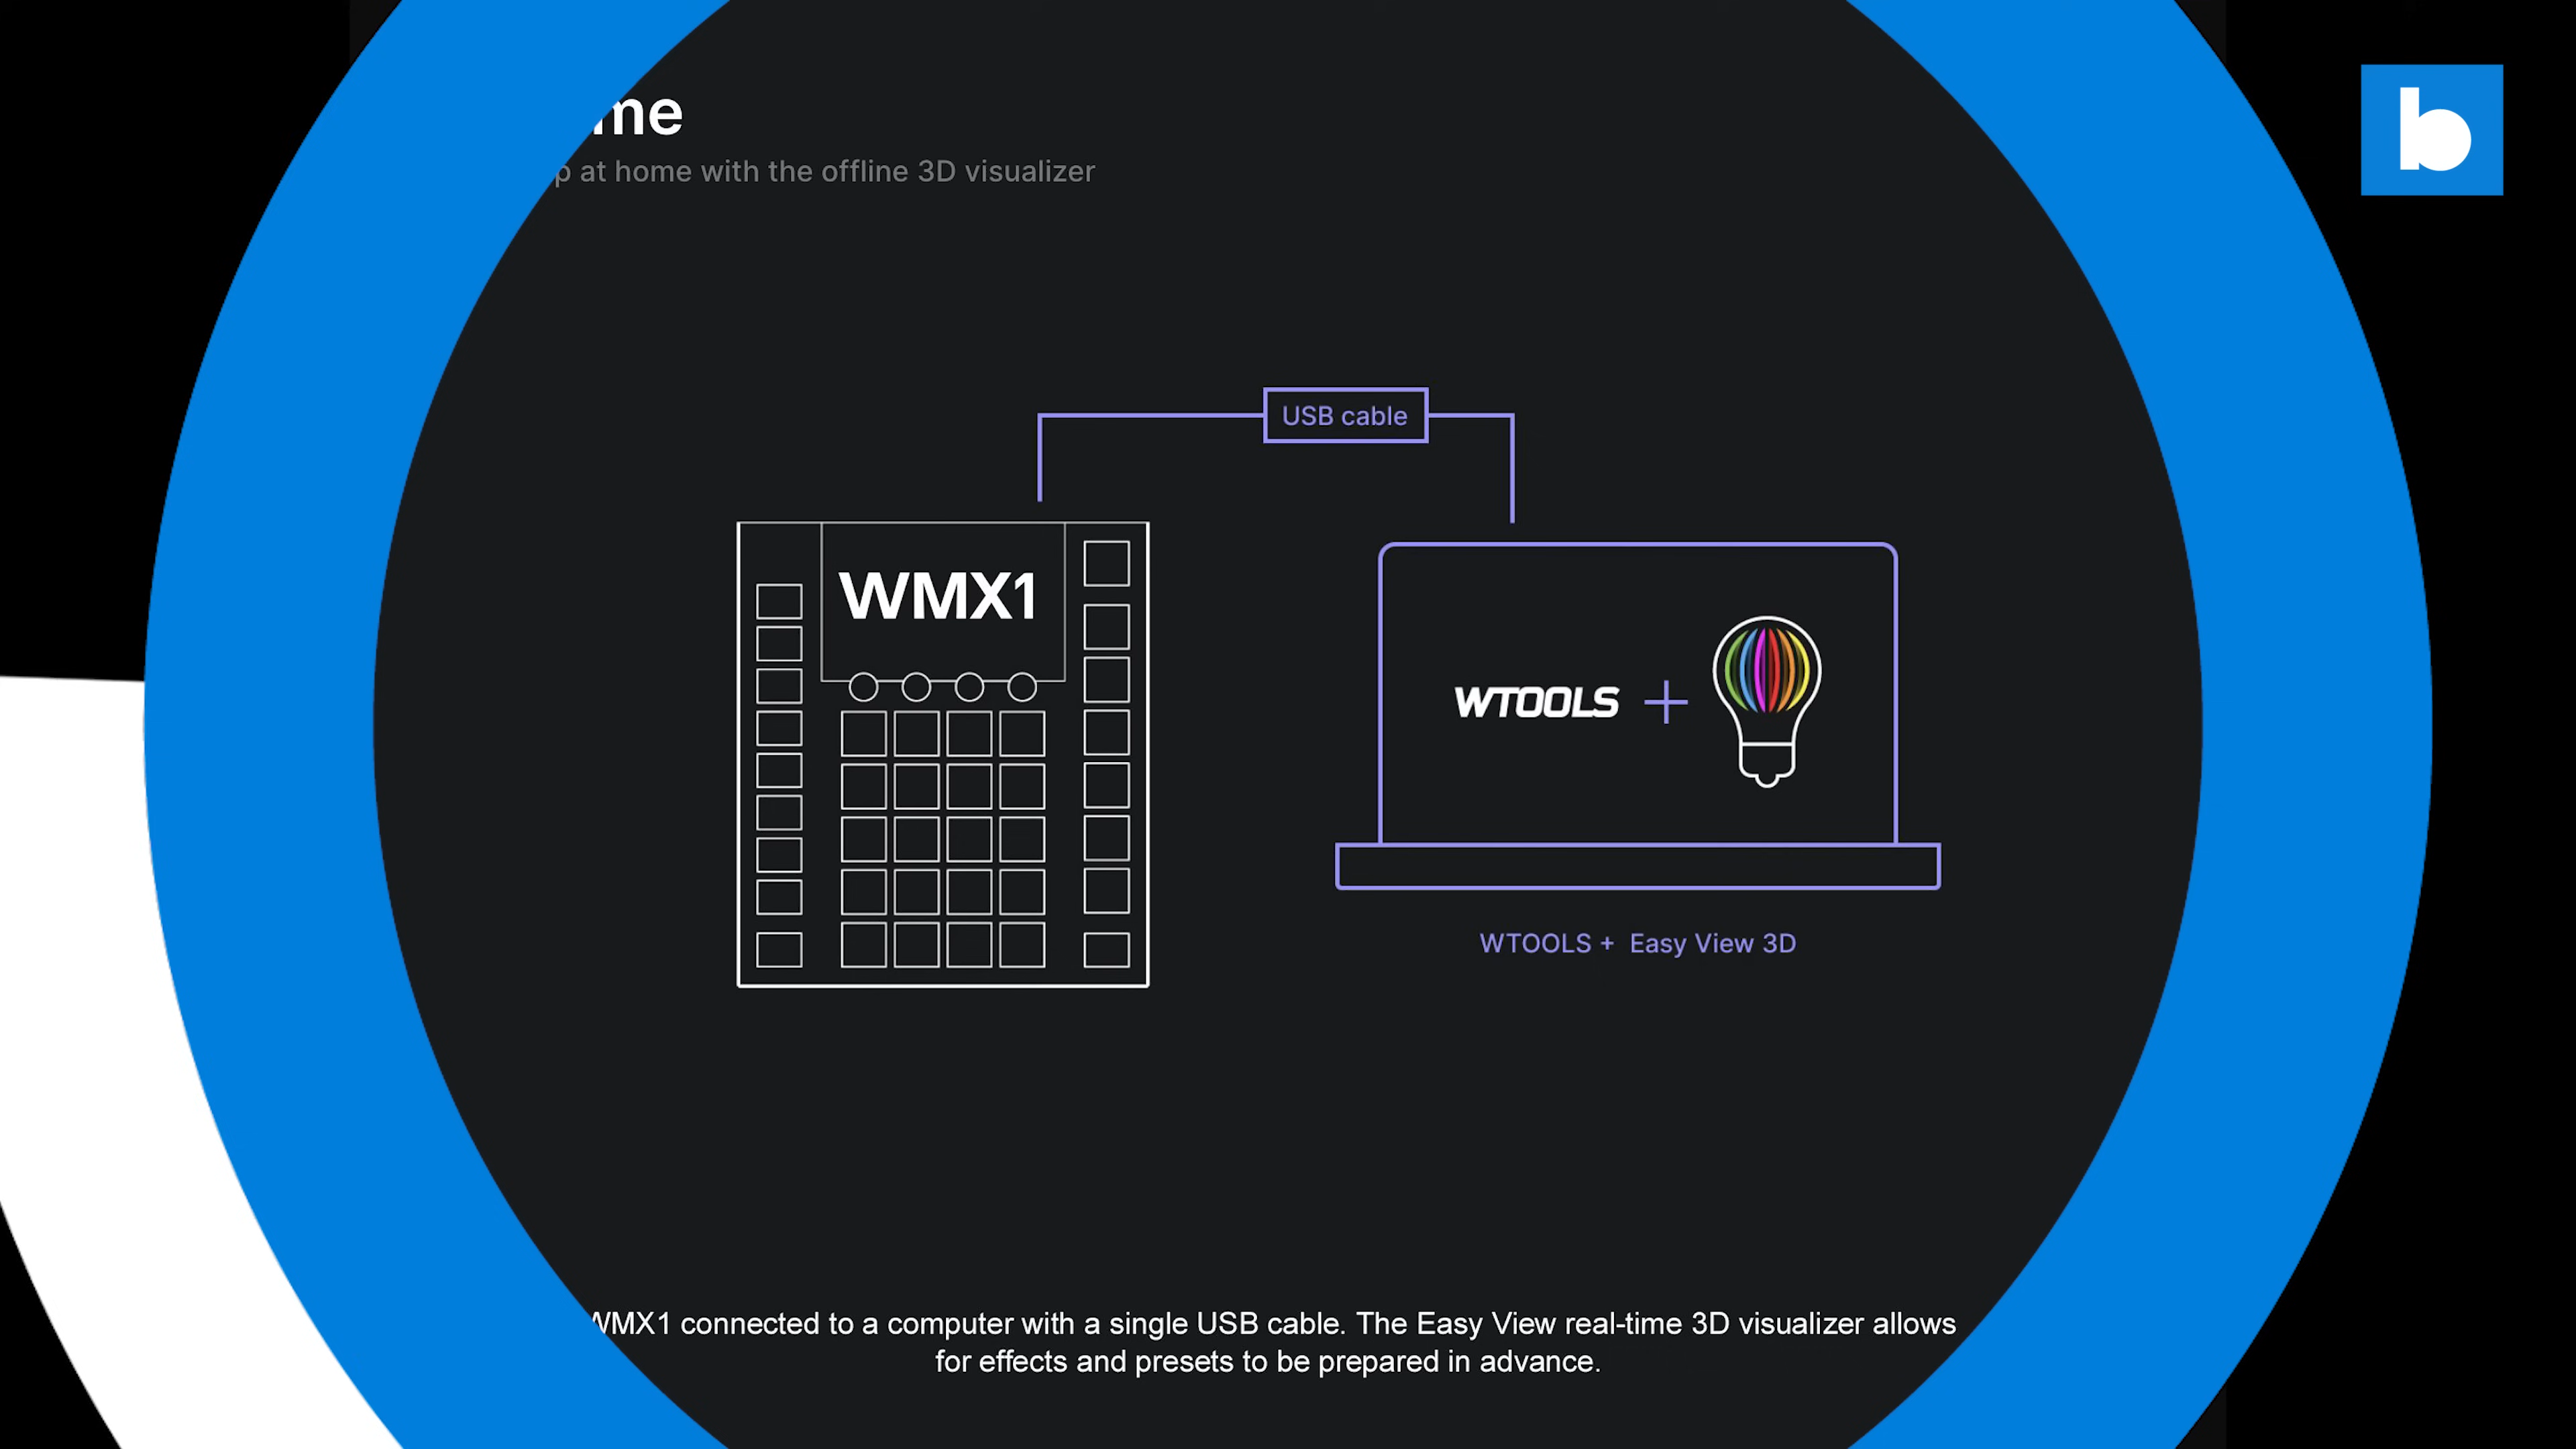 me
p at home with the offline 3D visualizer
b
USB cable
WMX1
WTOOLS +
WTOOLS + Easy View 3D
WMX1 connected to a computer with a single USB cable. The Easy View real-time 3D visualizer allows
for effects and presets to be prepared in advance.